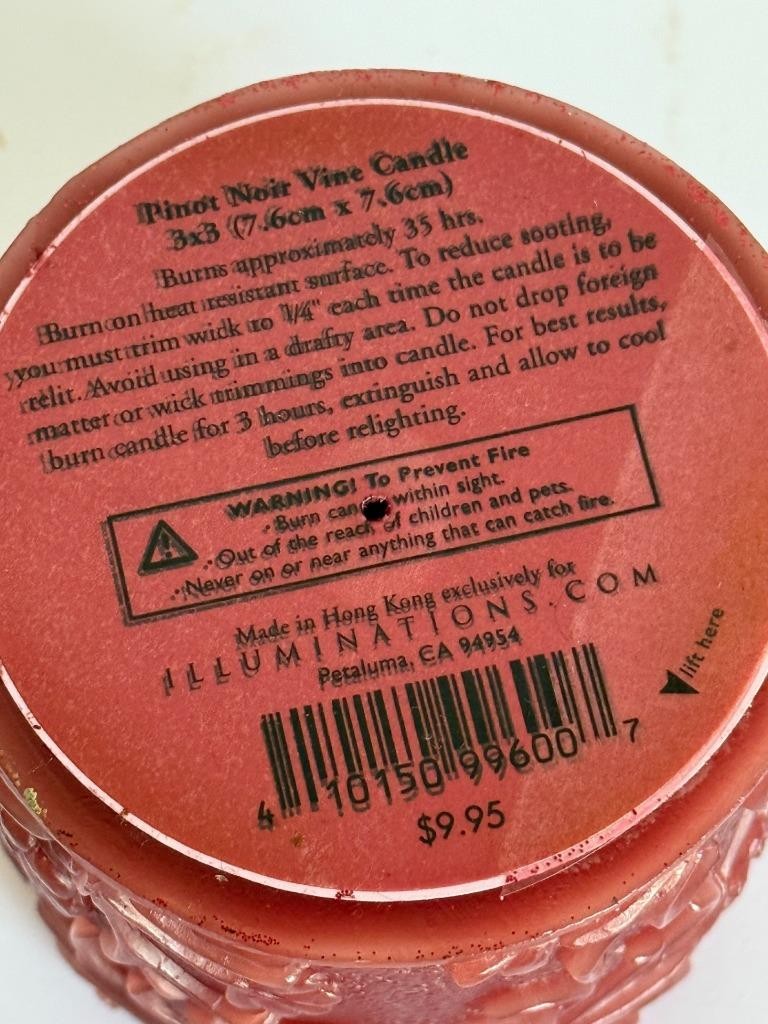 Pinot Noir Vine Candle
3x3 (7.6cm x 7.6cm)
Burns approximately 35 hrs.
Burn on heat resistant surface. To reduce sooting,
you must trim wick to 1/4" each time the candle is to be
relit. Avoid using in a drafty area. Do not drop foreign
matter or wick trimmings into candle. For best results,
burn candle for 3 hours, extinguish and allow to cool
before relighting.
WARNING! To Prevent Fire
• Burn within sight.
• Out of the reach of children and pets.
• Never on or near anything that can catch fire.
Made in Hong Kong exclusively for
ILLUMINATIONS.COM
Petaluma, CA 94954
lift here
4 10150 99600 7
$9.95